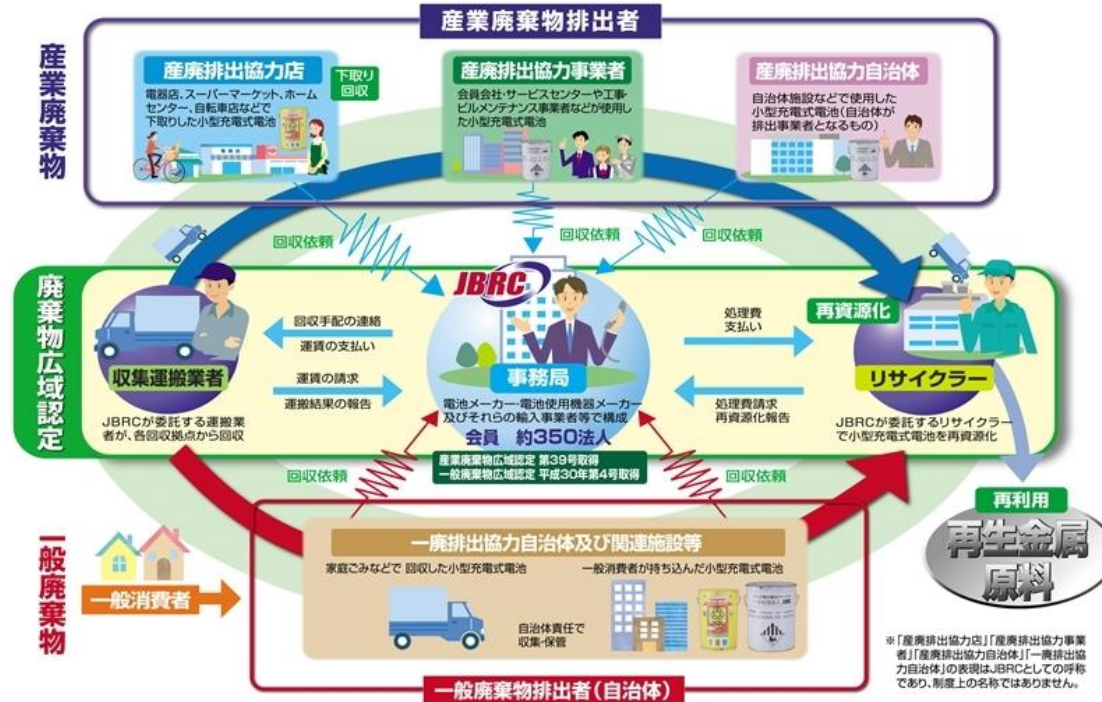 産業廃棄物排出者
産業廃棄物
産廃排出協力店
下取り
回収
電器店、スーパーマーケット、ホーム
センター、自転車店などで
下取りした小型充電式電池
産廃排出協力事業者
会員会社・サービスセンターや工事・
ビルメンテナンス事業者などが使用し
た小型充電式電池
産廃排出協力自治体
自治体施設などで使用した
小型充電式電池(自治体が
排出事業者となるもの)
回収依頼
回収依頼
回収依頼
廃棄物広域認定
収集運搬業者
JBRCが委託する運搬業
者が、各回収拠点から回収
回収手配の連絡
運賃の支払い
運賃の請求
運搬結果の報告
JBRC
事務局
電池メーカー・電池使用機器メーカー
及びそれらの輸入事業者等で構成
会員 約350法人
産業廃棄物広域認定 第39号取得
一般廃棄物広域認定 平成30年第4号取得
処理費
支払い
処理費請求
再資源化報告
再資源化
リサイクラー
JBRCが委託するリサイクラー
で小型充電式電池を再資源化
回収依頼
回収依頼
再利用
再生金属
原料
一般廃棄物
一般消費者
一廃排出協力自治体及び関連施設等
家庭ごみなどで 回収した小型充電式電池
一般消費者が持ち込んだ小型充電式電池
自治体責任で
収集・保管
一般廃棄物排出者(自治体)
※「産廃排出協力店」「産廃排出協力事業
者」「産廃排出協力自治体」「一廃排出協
力自治体」の表現はJBRCとしての呼称
であり、制度上の名称ではありません。